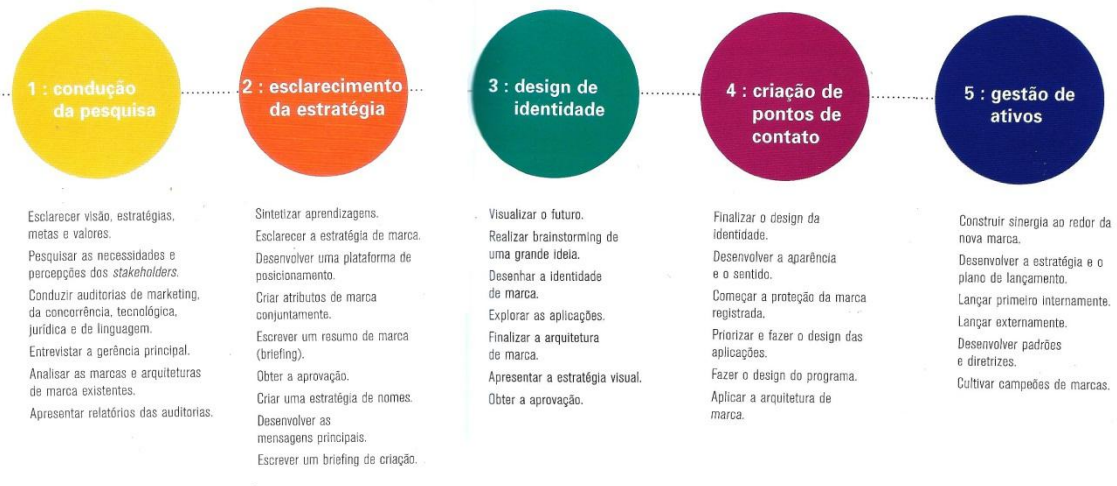 1 : condução
da pesquisa
Esclarecer visão, estratégias,
metas e valores.
Pesquisar as necessidades e
percepções dos stakeholders.
Conduzir auditorias de marketing,
da concorrência, tecnológica,
jurídica e de linguagem.
Entrevistar a gerência principal.
Analisar as marcas e arquiteturas
de marca existentes.
Apresentar relatórios das auditorias.
2 : esclarecimento
da estratégia
Sintetizar aprendizagens.
Esclarecer a estratégia de marca.
Desenvolver uma plataforma de
posicionamento.
Criar atributos de marca
conjuntamente.
Escrever um resumo de marca
(briefing).
Obter a aprovação.
Criar uma estratégia de nomes.
Desenvolver as
mensagens principais.
Escrever um briefing de criação.
3 : design de
identidade
Visualizar o futuro.
Realizar brainstorming de
uma grande ideia.
Desenhar a identidade
de marca.
Explorar as aplicações.
Finalizar a arquitetura
de marca.
Apresentar a estratégia visual.
Obter a aprovação.
4 : criação de
pontos de
contato
Finalizar o design da
identidade.
Desenvolver a aparência
e o sentido.
Começar a proteção da marca
registrada.
Priorizar e fazer o design das
aplicações.
Fazer o design do programa.
Aplicar a arquitetura de
marca.
5 : gestão de
ativos
Construir sinergia ao redor da
nova marca.
Desenvolver a estratégia e o
plano de lançamento.
Lançar primeiro internamente.
Lançar externamente.
Desenvolver padrões
e diretrizes.
Cultivar campeões de marcas.